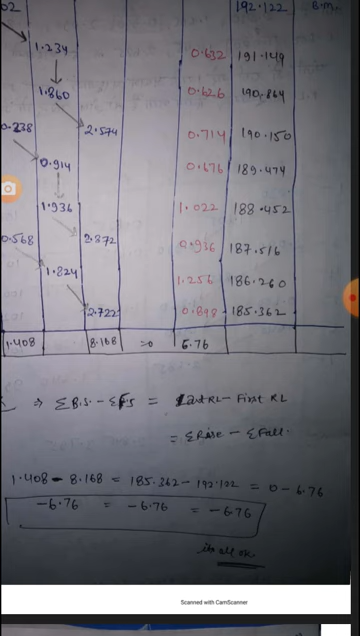 02 192.122 B.M.
1.234 0.632 191.149
1.860 0.626 190.864
0.238 2.574 0.714 190.150
0.914 0.676 189.474
1.936 1.022 188.452
0.568 2.872 0.936 187.516
1.824 1.256 186.260
2.722 0.898 185.362
1.408 8.168 =0 6.76
⇒ ΣB.S. - ΣF.S = Last RL - First RL
= ΣRise - ΣFall.
1.408 - 8.168 = 185.362 - 192.122 = 0 - 6.76
-6.76 = -6.76 = -6.76
its all ok
Scanned with CamScanner